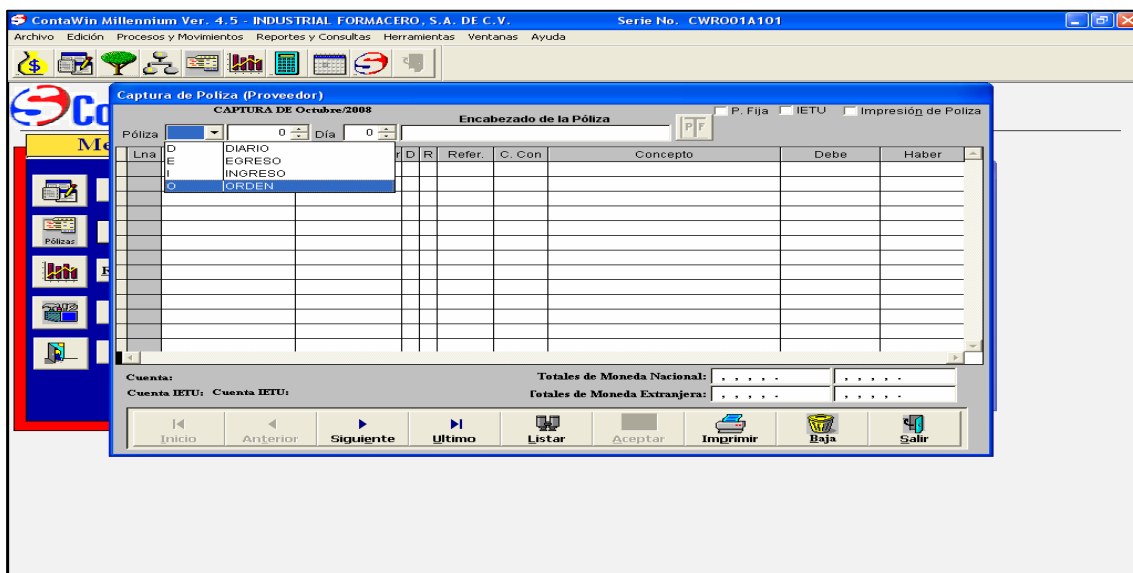 ContaWin Millennium Ver. 4.5 - INDUSTRIAL FORMACERO, S.A. DE C.V. Serie No. CWRO01A101
Archivo Edición Procesos y Movimientos Reportes y Consultas Herramientas Ventanas Ayuda
Captura de Poliza (Proveedor)
CAPTURA DE Octubre/2008
Encabezado de la Póliza
P. Fija IETU Impresión de Poliza
Póliza 0 Día 0 PF
Lna D R Refer. C. Con Concepto Debe Haber
D DIARIO
E EGRESO
I INGRESO
O ORDEN
Pólizas
Cuenta: Totales de Moneda Nacional: , , , , . , , , , .
Cuenta IETU: Cuenta IETU: Totales de Moneda Extranjera: , , , , . , , , , .
Inicio Anterior Siguiente Ultimo Listar Aceptar Imprimir Baja Salir